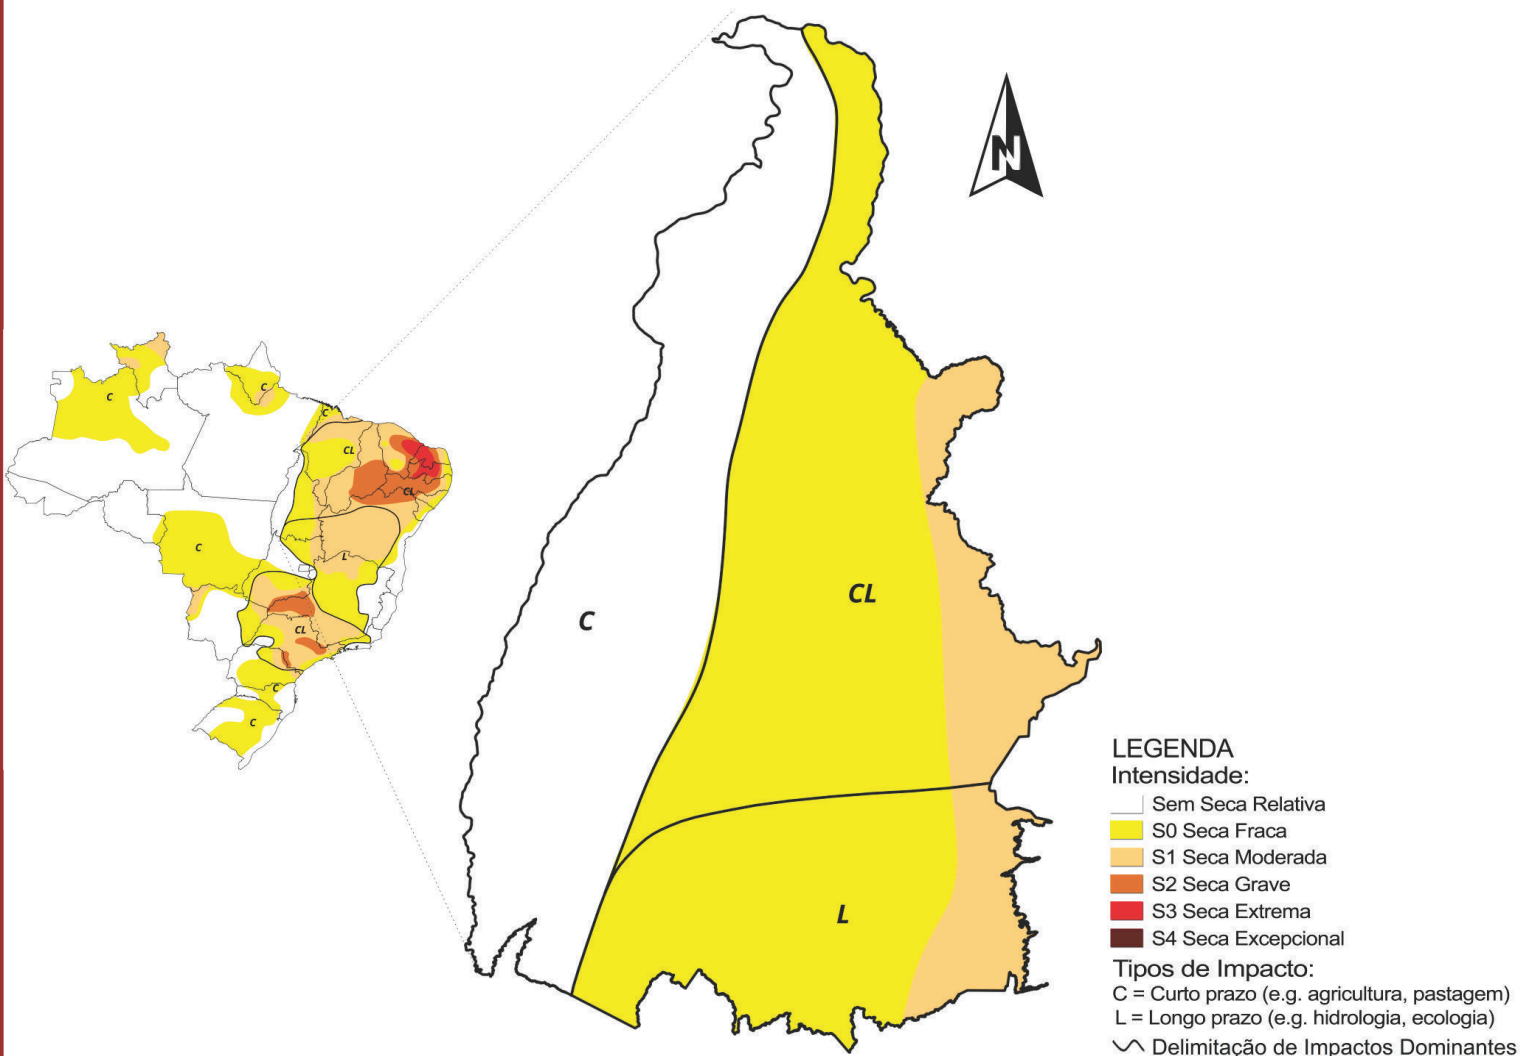 N
C
C
C
CL
CL
C
L
CL
C
C
C
CL
L
LEGENDA
Intensidade:
Sem Seca Relativa
S0 Seca Fraca
S1 Seca Moderada
S2 Seca Grave
S3 Seca Extrema
S4 Seca Excepcional
Tipos de Impacto:
C = Curto prazo (e.g. agricultura, pastagem)
L = Longo prazo (e.g. hidrologia, ecologia)
Delimitação de Impactos Dominantes